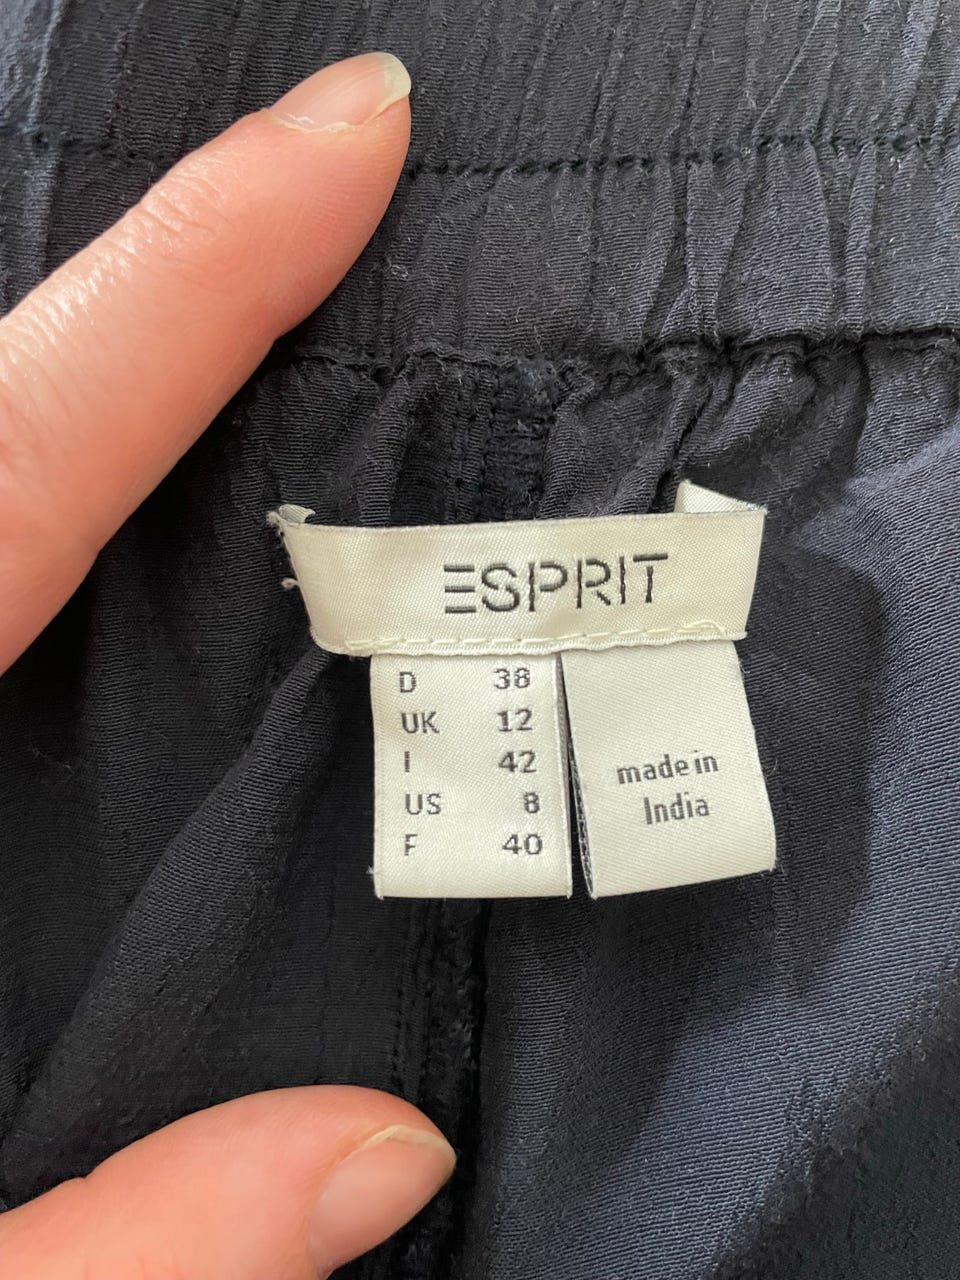 ESPRIT
D 38
UK 12
I 42
US 8
F 40
made in
India